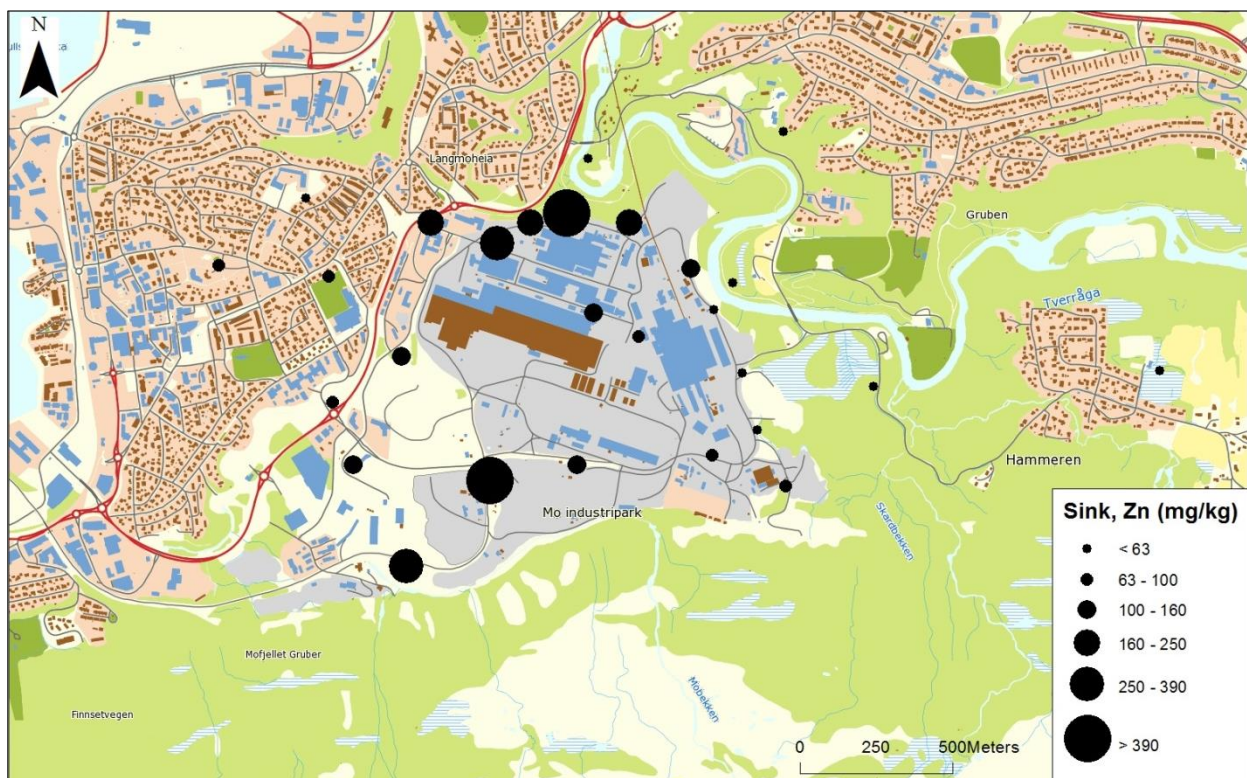 N
Langmoheia
Gruben
Tverråga
Hammeren
Mo industripark
Skardbekken
Mofjellet Gruber
Mobekken
Finnsetvegen
Sink, Zn (mg/kg)
< 63
63 - 100
100 - 160
160 - 250
250 - 390
> 390
0 250 500Meters